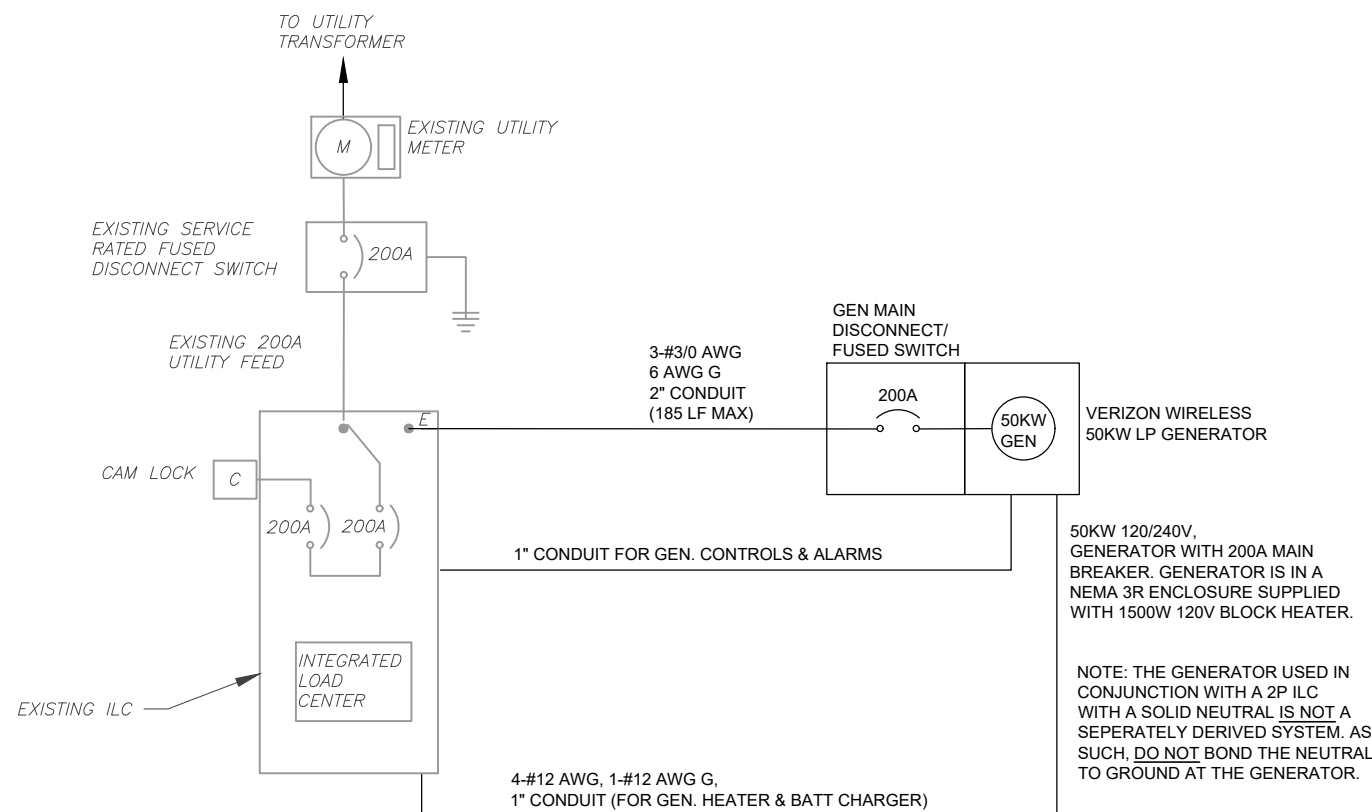 TO UTILITY
TRANSFORMER
M
EXISTING UTILITY
METER
EXISTING SERVICE
RATED FUSED
DISCONNECT SWITCH
200A
EXISTING 200A
UTILITY FEED
E
3-#3/0 AWG
6 AWG G
2" CONDUIT
(185 LF MAX)
GEN MAIN
DISCONNECT/
FUSED SWITCH
200A
50KW
GEN
VERIZON WIRELESS
50KW LP GENERATOR
CAM LOCK
C
200A
200A
1" CONDUIT FOR GEN. CONTROLS & ALARMS
50KW 120/240V,
GENERATOR WITH 200A MAIN
BREAKER. GENERATOR IS IN A
NEMA 3R ENCLOSURE SUPPLIED
WITH 1500W 120V BLOCK HEATER.
INTEGRATED
LOAD
CENTER
EXISTING ILC
NOTE: THE GENERATOR USED IN
CONJUNCTION WITH A 2P ILC
WITH A SOLID NEUTRAL IS NOT A
SEPERATELY DERIVED SYSTEM. AS
SUCH, DO NOT BOND THE NEUTRAL
TO GROUND AT THE GENERATOR.
4-#12 AWG, 1-#12 AWG G,
1" CONDUIT (FOR GEN. HEATER & BATT CHARGER)